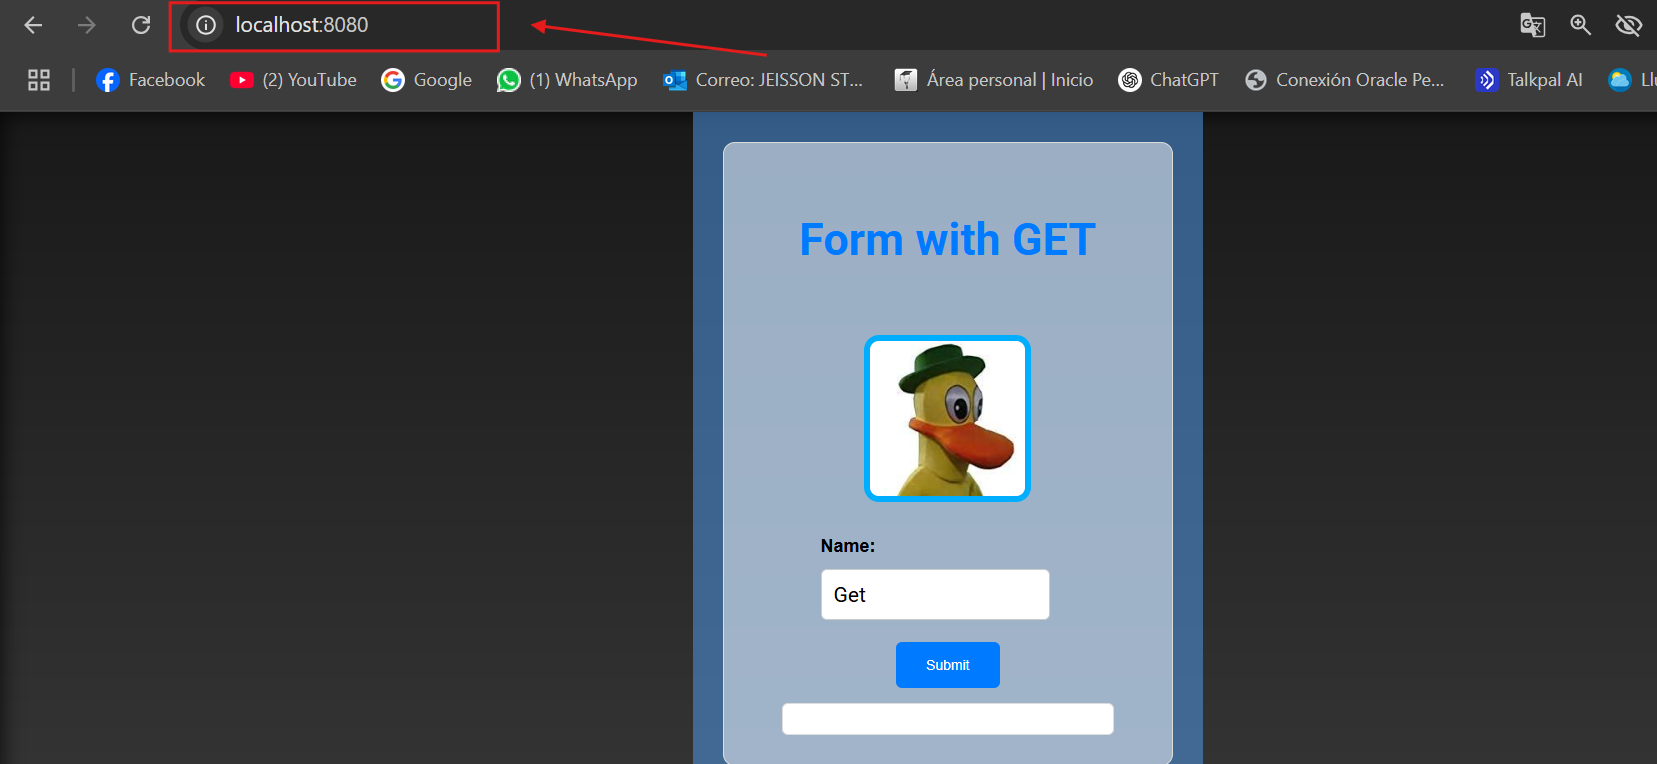 localhost:8080
Facebook (2) YouTube Google (1) WhatsApp Correo: JEISSON ST... Área personal | Inicio ChatGPT Conexión Oracle Pe... Talkpal AI
Form with GET
Name:
Get
Submit